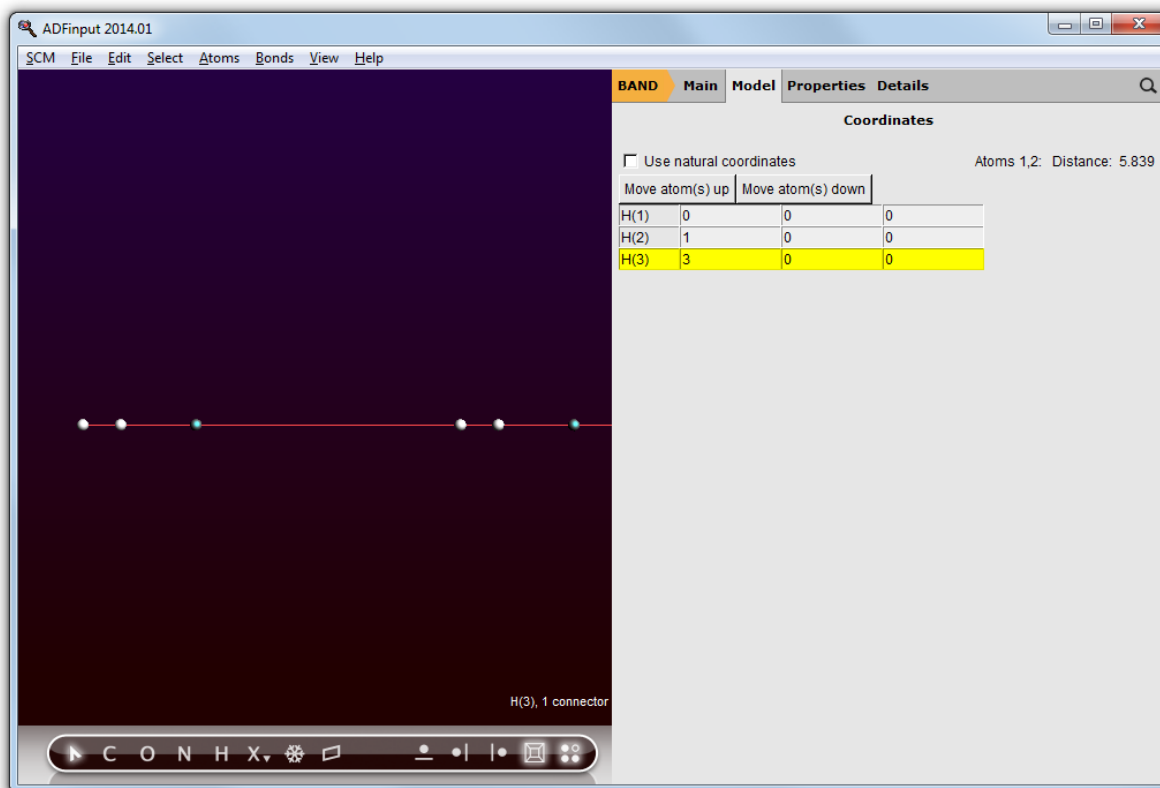 ADFinput 2014.01
SCM File Edit Select Atoms Bonds View Help
BAND Main Model Properties Details
Coordinates
Use natural coordinates Atoms 1,2: Distance: 5.839
Move atom(s) up Move atom(s) down
H(1) 0 0 0
H(2) 1 0 0
H(3) 3 0 0
H(3), 1 connector
C O N H X